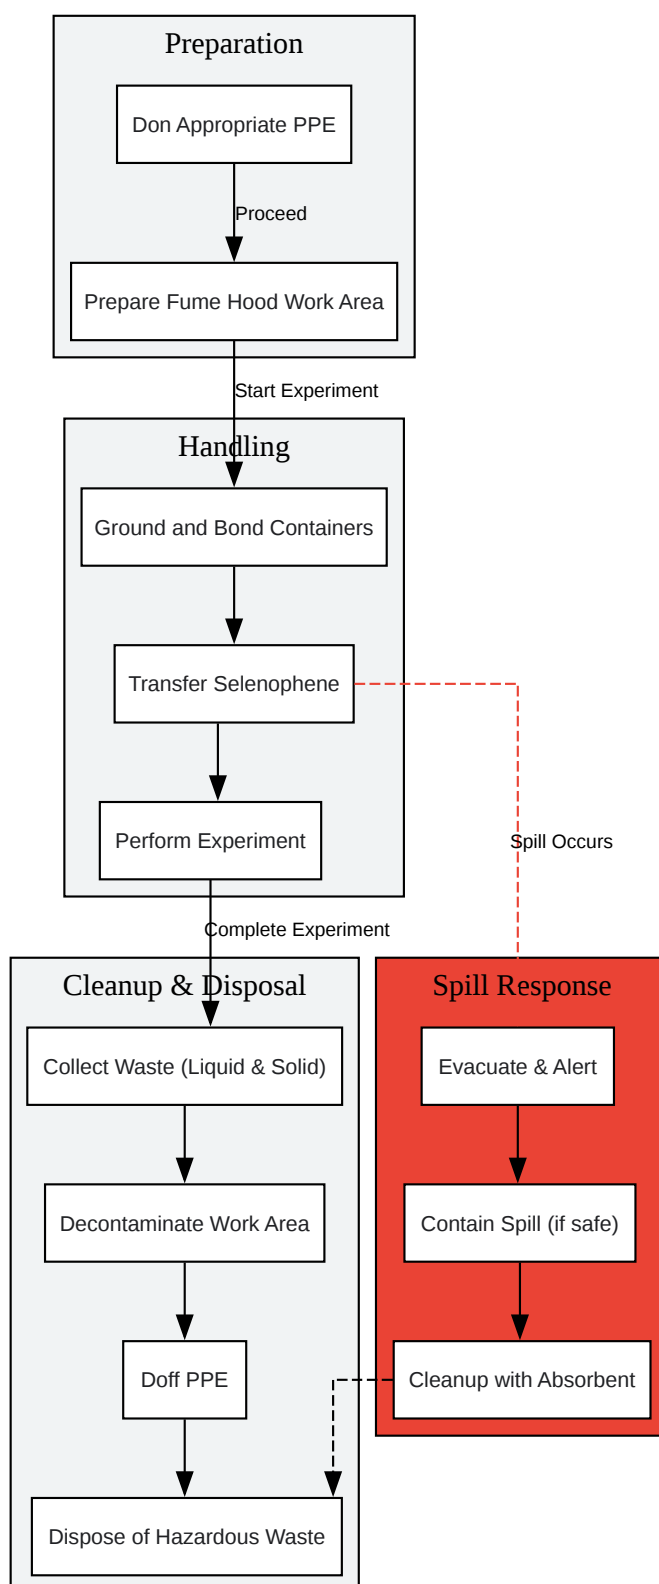 Preparation
Don Appropriate PPE
Proceed
Prepare Fume Hood Work Area
Start Experiment
Handling
Ground and Bond Containers
Transfer Selenophene
Perform Experiment
Spill Occurs
Complete Experiment
Cleanup & Disposal
Collect Waste (Liquid & Solid)
Decontaminate Work Area
Doff PPE
Dispose of Hazardous Waste
Spill Response
Evacuate & Alert
Contain Spill (if safe)
Cleanup with Absorbent